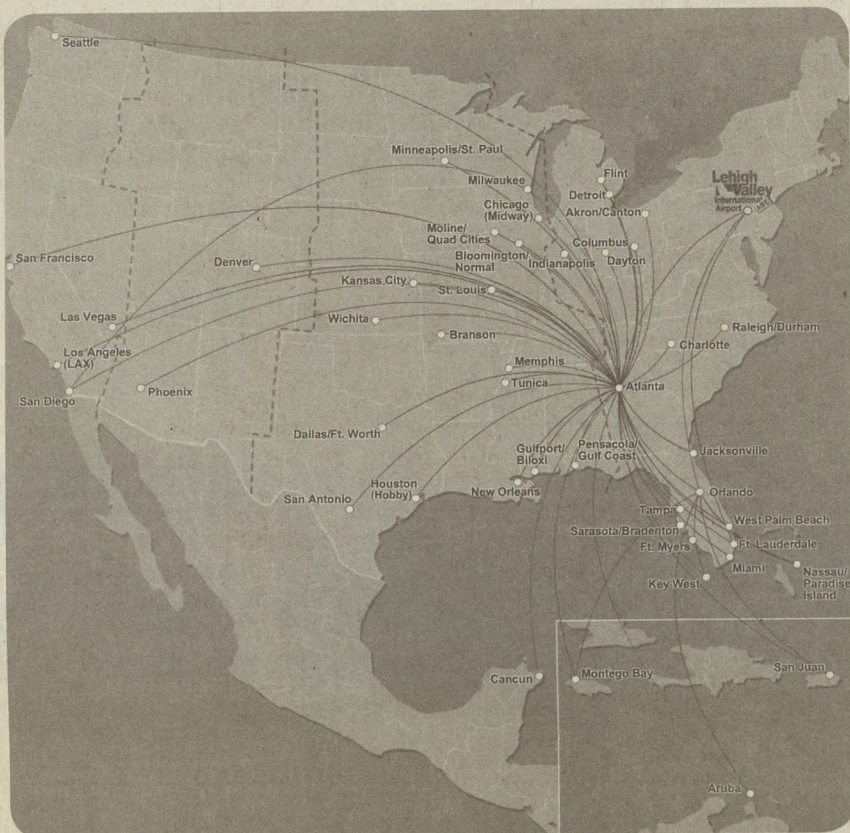 Seattle
Minneapolis/St. Paul
Milwaukee
Flint
Detroit
Lehigh
Valley
International
Airport
Chicago
(Midway)
Akron/Canton
Moline/
Quad Cities
Columbus
Bloomington/
Normal
Indianapolis
Dayton
San Francisco
Denver
Kansas City
St. Louis
Las Vegas
Wichita
Branson
Raleigh/Durham
Charlotte
Los Angeles
(LAX)
Memphis
Tunica
Atlanta
San Diego
Phoenix
Dallas/Ft. Worth
Gulfport/
Biloxi
Pensacola/
Gulf Coast
Jacksonville
Houston
(Hobby)
San Antonio
New Orleans
Orlando
Tampa
Sarasota/Bradenton
West Palm Beach
Ft. Myers
Ft. Lauderdale
Miami
Key West
Nassau/
Paradise
Island
Cancun
Montego Bay
San Juan
Aruba